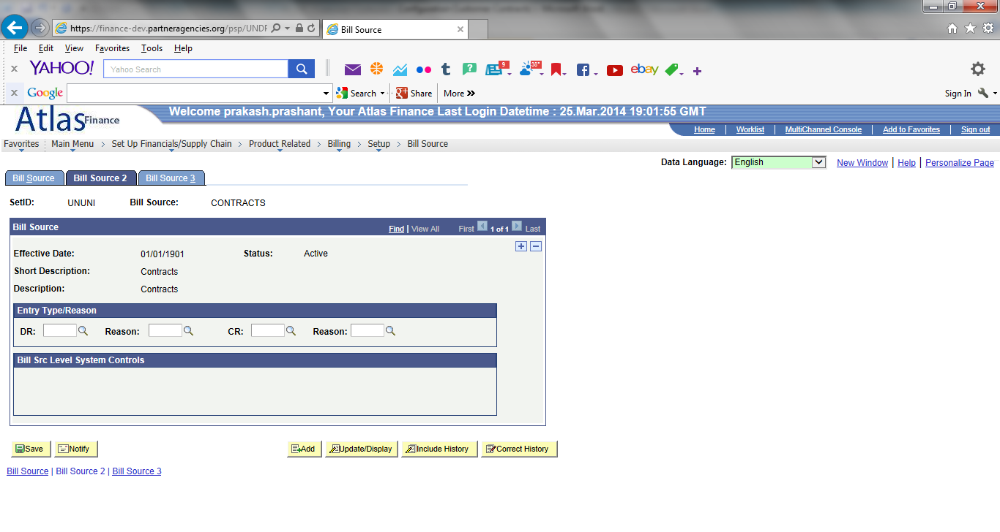 https://finance-dev.partneragencies.org/psp/UNDF
Bill Source
File Edit View Favorites Tools Help
x YAHOO! Yahoo Search 9 38° ebay
x Google Search Share More Sign In
Atlas Finance
Welcome prakash.prashant, Your Atlas Finance Last Login Datetime : 25.Mar.2014 19:01:55 GMT
Home Worklist MultiChannel Console Add to Favorites Sign out
Favorites Main Menu > Set Up Financials/Supply Chain > Product Related > Billing > Setup > Bill Source
Data Language: English New Window | Help | Personalize Page
Bill Source Bill Source 2 Bill Source 3
SetID: UNUNI Bill Source: CONTRACTS
Bill Source Find | View All First 1 of 1 Last
Effective Date: 01/01/1901 Status: Active
Short Description: Contracts
Description: Contracts
Entry Type/Reason
DR: Reason: CR: Reason:
Bill Src Level System Controls
Save Notify Add Update/Display Include History Correct History
Bill Source | Bill Source 2 | Bill Source 3